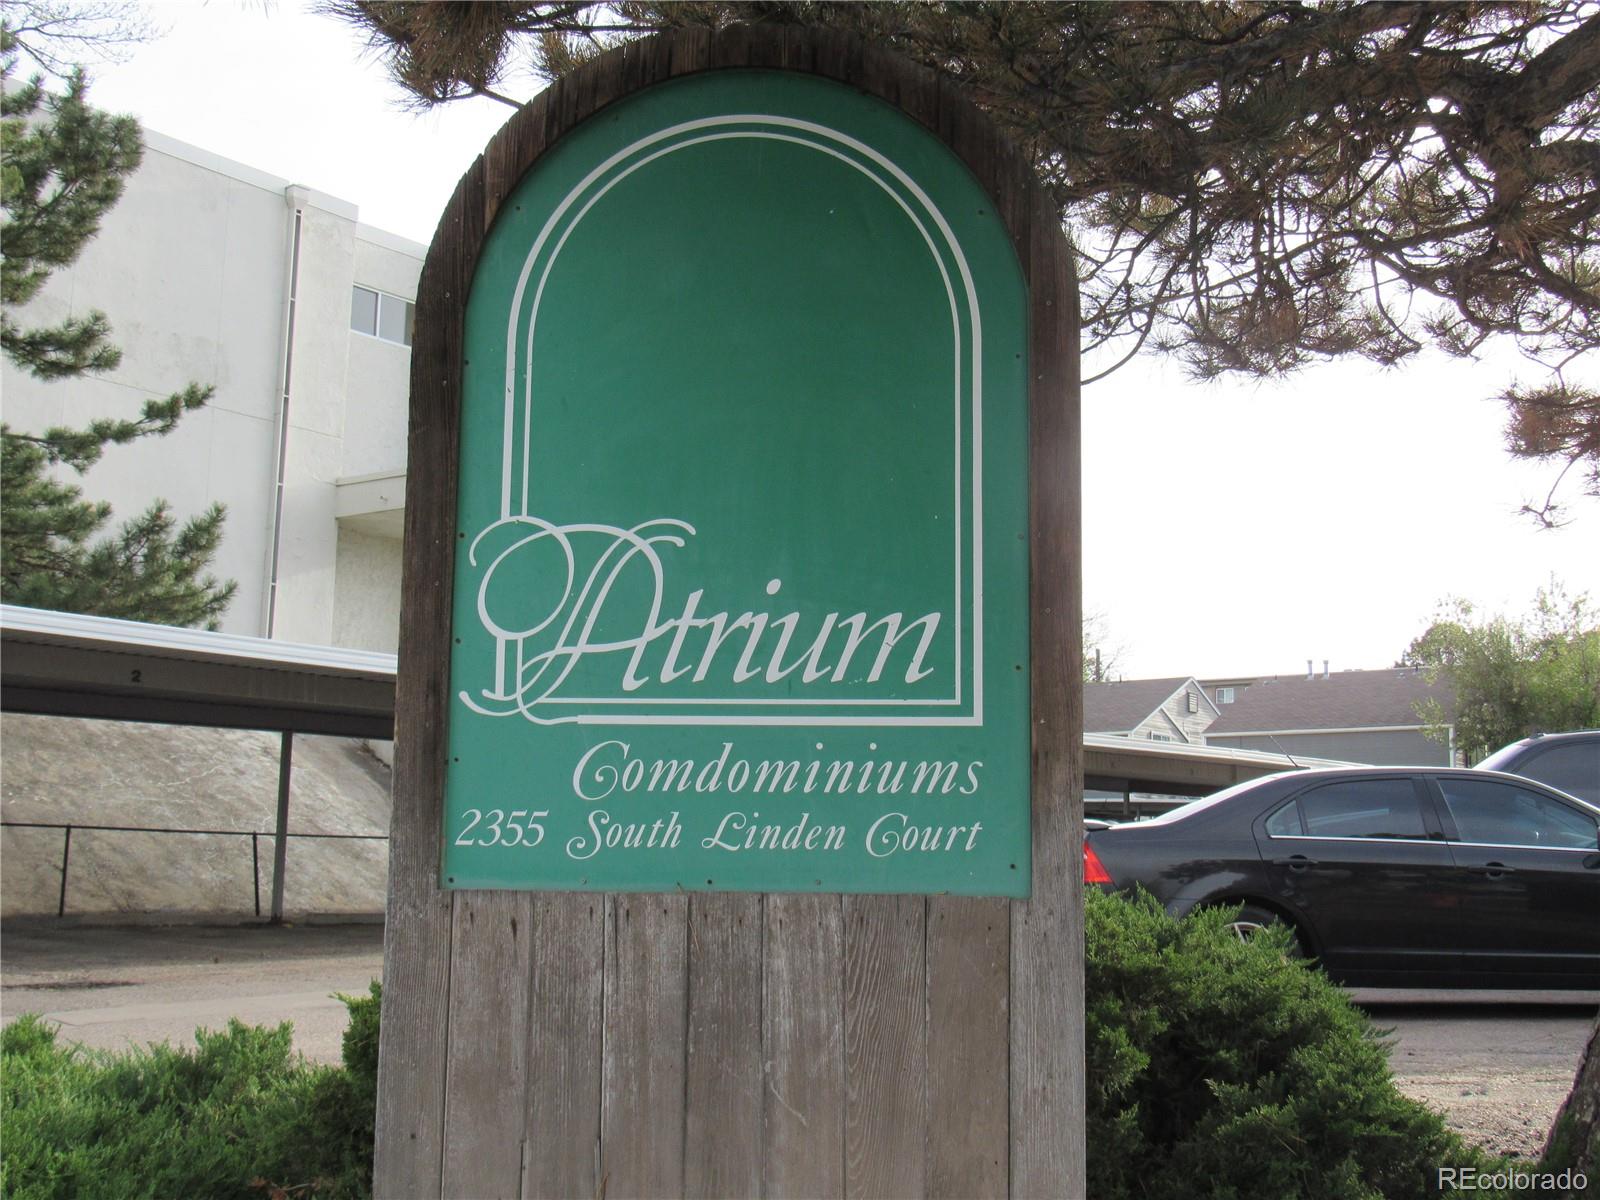 Atrium
Comdominiums
2355 South Linden Court
2
REcolorado